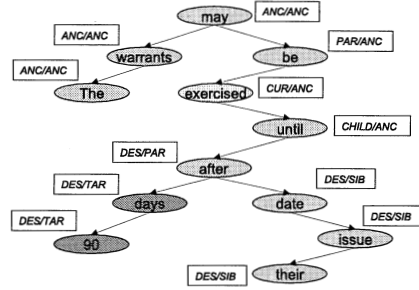 may ANC/ANC
ANC/ANC
warrants be PAR/ANC
ANC/ANC
The exercised CUR/ANC
until CHILD/ANC
DES/PAR
after
DES/TAR DES/SIB
days date
DES/TAR DES/SIB
90 issue
DES/SIB their